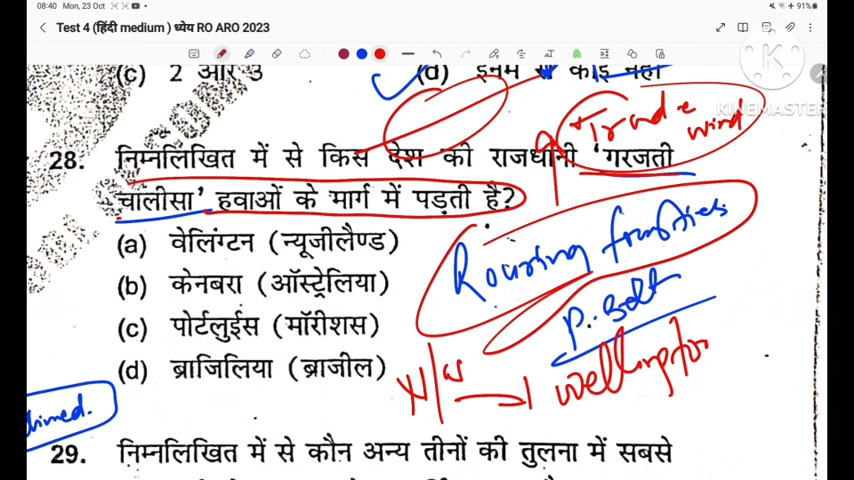 08:40 Mon, 23 Oct
91%
Test 4 (हिंदी medium ) ध्येय RO ARO 2023
KINEMASTER
(c) 2 और 3
(d) इनमें से कोई नहीं
Trade
wind
28. निम्नलिखित में से किस देश की राजधानी 'गरजती
चालीसा' हवाओं के मार्ग में पड़ती है?
(a) वेलिंग्टन (न्यूजीलैण्ड)
(b) केनबरा (ऑस्ट्रेलिया)
(c) पोर्टलुईस (मॉरीशस)
(d) ब्राजिलिया (ब्राजील)
P. Belt
wellington
29. निम्नलिखित में से कौन अन्य तीनों की तुलना में सबसे